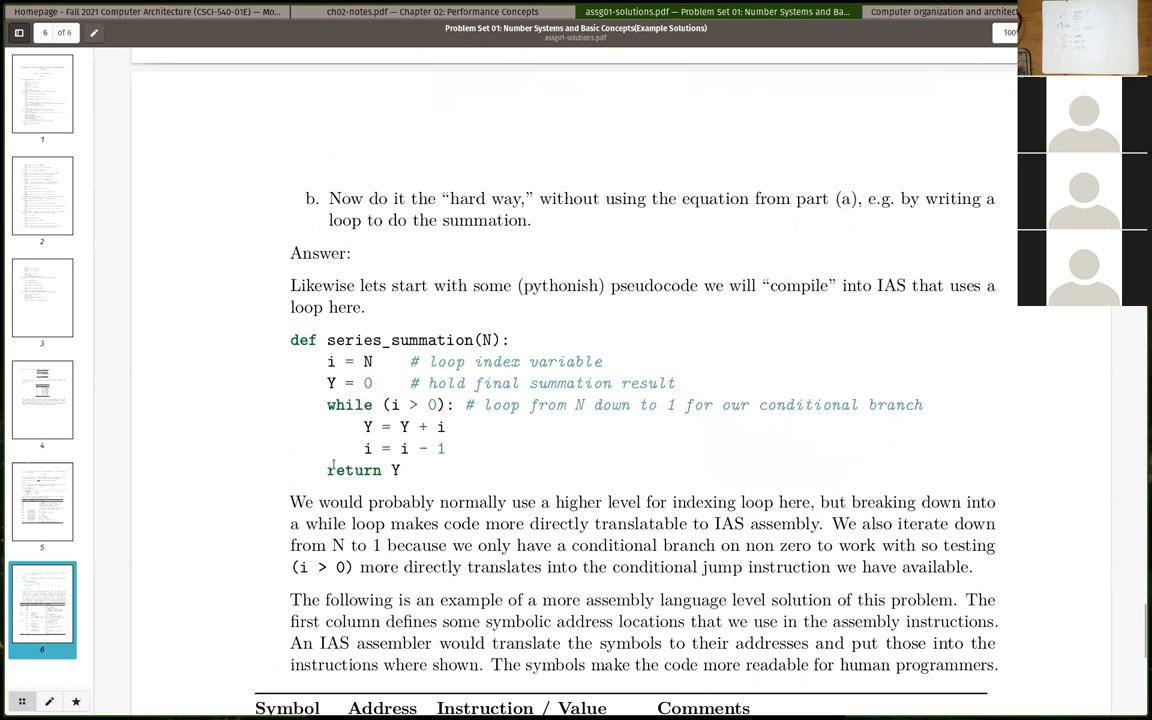 Homepage - Fall 2021 Computer Architecture (CSCI-540-01E) — Mo...
ch02-notes.pdf — Chapter 02: Performance Concepts
assg01-solutions.pdf — Problem Set 01: Number Systems and Ba...
Computer organization and architect
6 of 6
Problem Set 01: Number Systems and Basic Concepts(Example Solutions)
assg01-solutions.pdf
100
1
2
3
4
5
6
b. Now do it the “hard way,” without using the equation from part (a), e.g. by writing a
loop to do the summation.
Answer:
Likewise lets start with some (pythonish) pseudocode we will “compile” into IAS that uses a
loop here.
def series_summation(N):
i = N # loop index variable
Y = 0 # hold final summation result
while (i > 0): # loop from N down to 1 for our conditional branch
Y = Y + i
i = i - 1
return Y
We would probably normally use a higher level for indexing loop here, but breaking down into
a while loop makes code more directly translatable to IAS assembly. We also iterate down
from N to 1 because we only have a conditional branch on non zero to work with so testing
(i > 0) more directly translates into the conditional jump instruction we have available.
The following is an example of a more assembly language level solution of this problem. The
first column defines some symbolic address locations that we use in the assembly instructions.
An IAS assembler would translate the symbols to their addresses and put those into the
instructions where shown. The symbols make the code more readable for human programmers.
Symbol Address Instruction / Value Comments